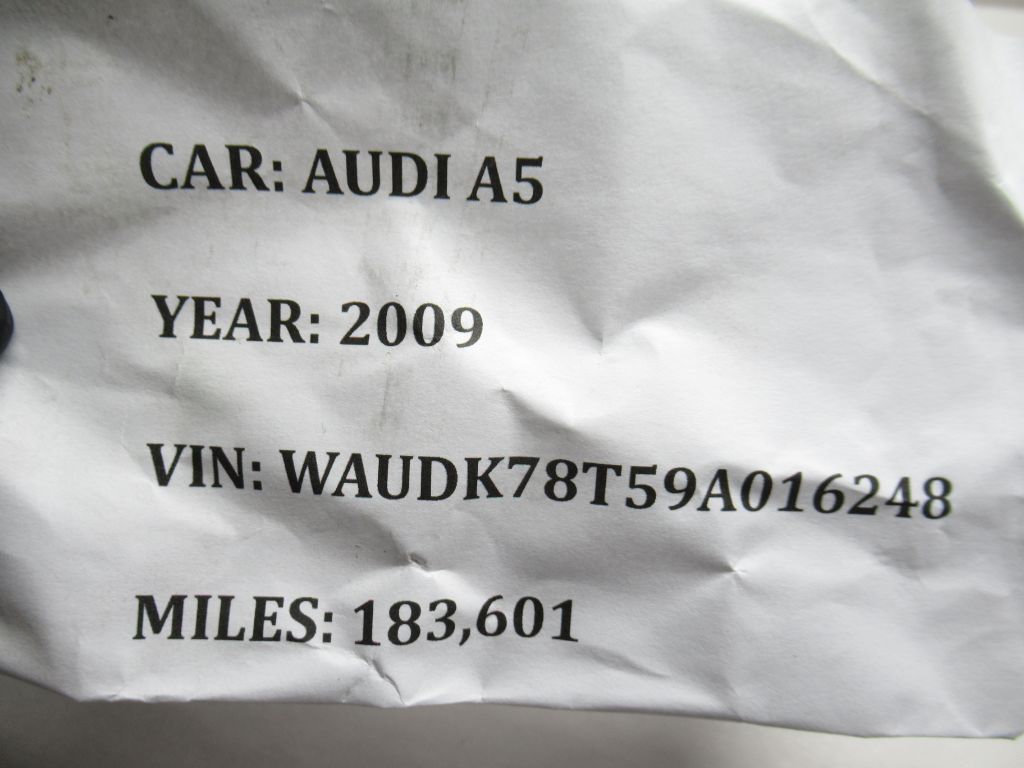 CAR: AUDI A5
YEAR: 2009
VIN: WAUDK78T59A016248
MILES: 183,601